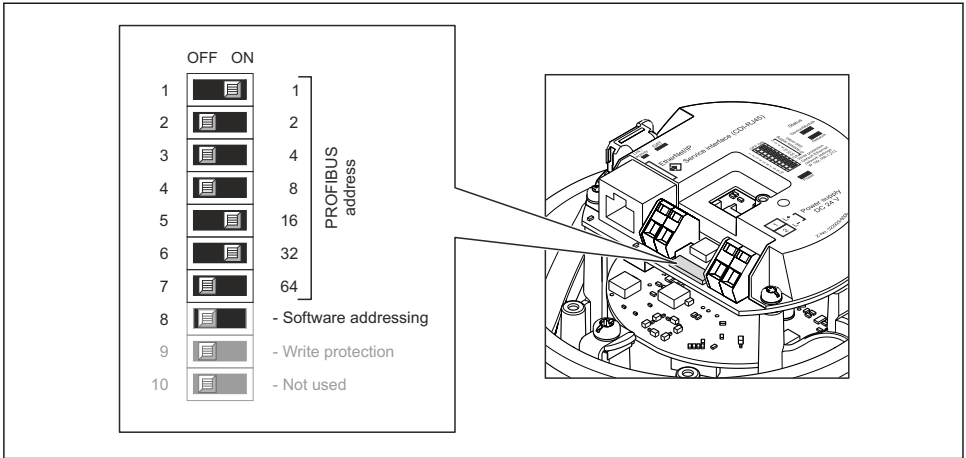 OFF ON
1 1
2 2
3 4
4 8
5 16
6 32
7 64
PROFIBUS
address
8 - Software addressing
9 - Write protection
10 - Not used
EtherNet/IP
Service interface (CDI-RJ45)
Status
Power supply
DC 24 V
L+
L-
1
2